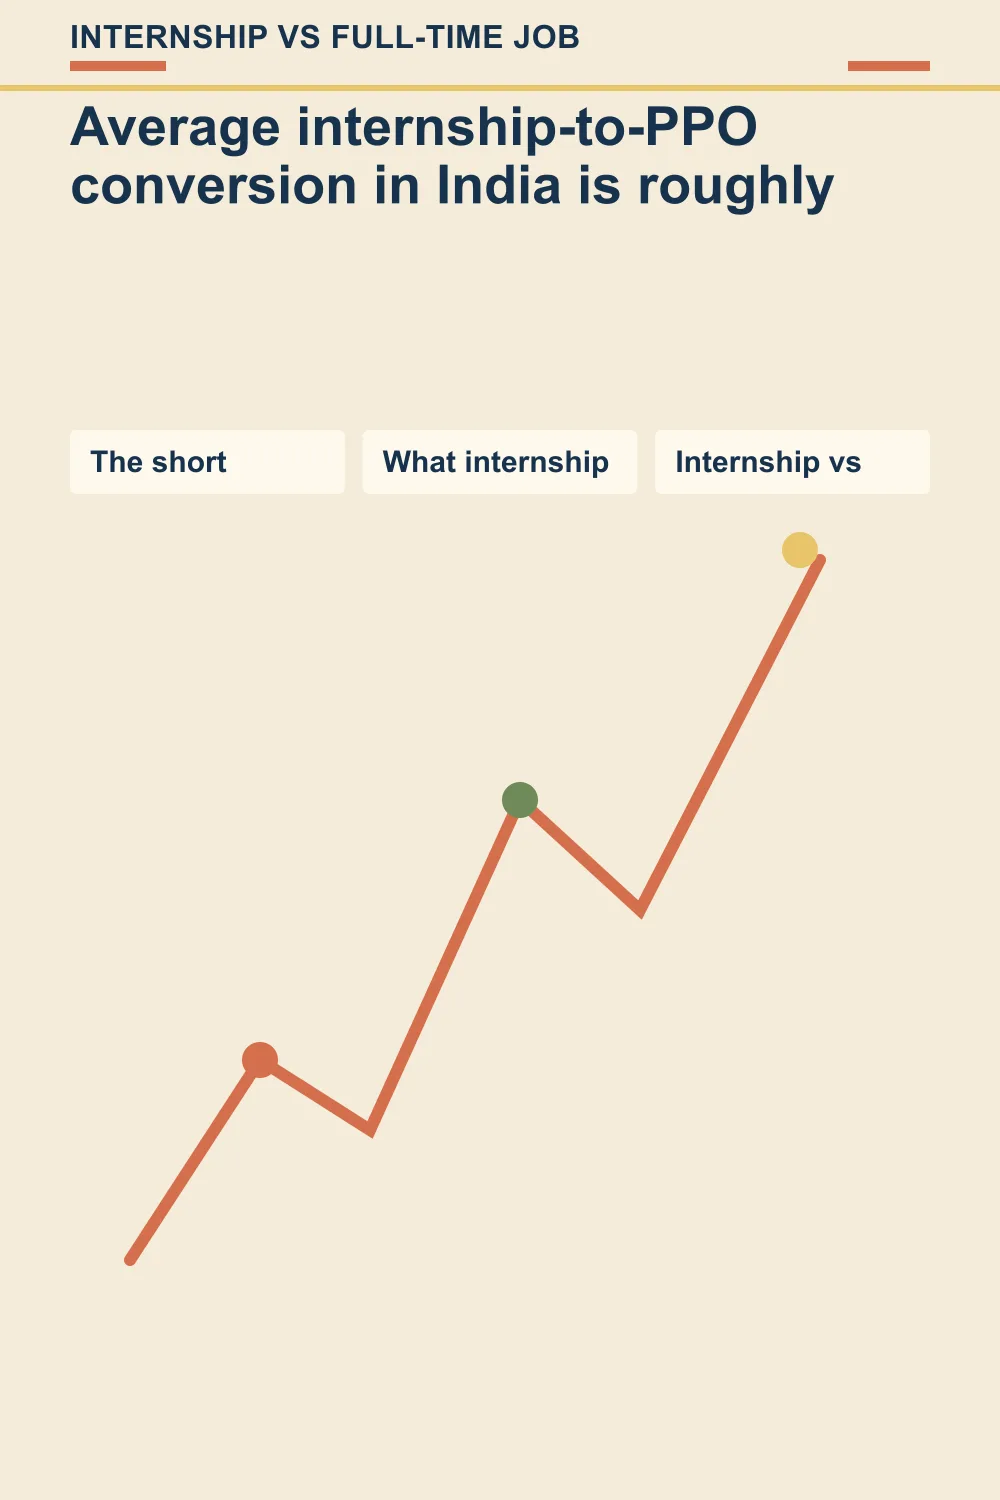 INTERNSHIP VS FULL-TIME JOB
Average internship-to-PPO
conversion in India is roughly
The short
What internship
Internship vs